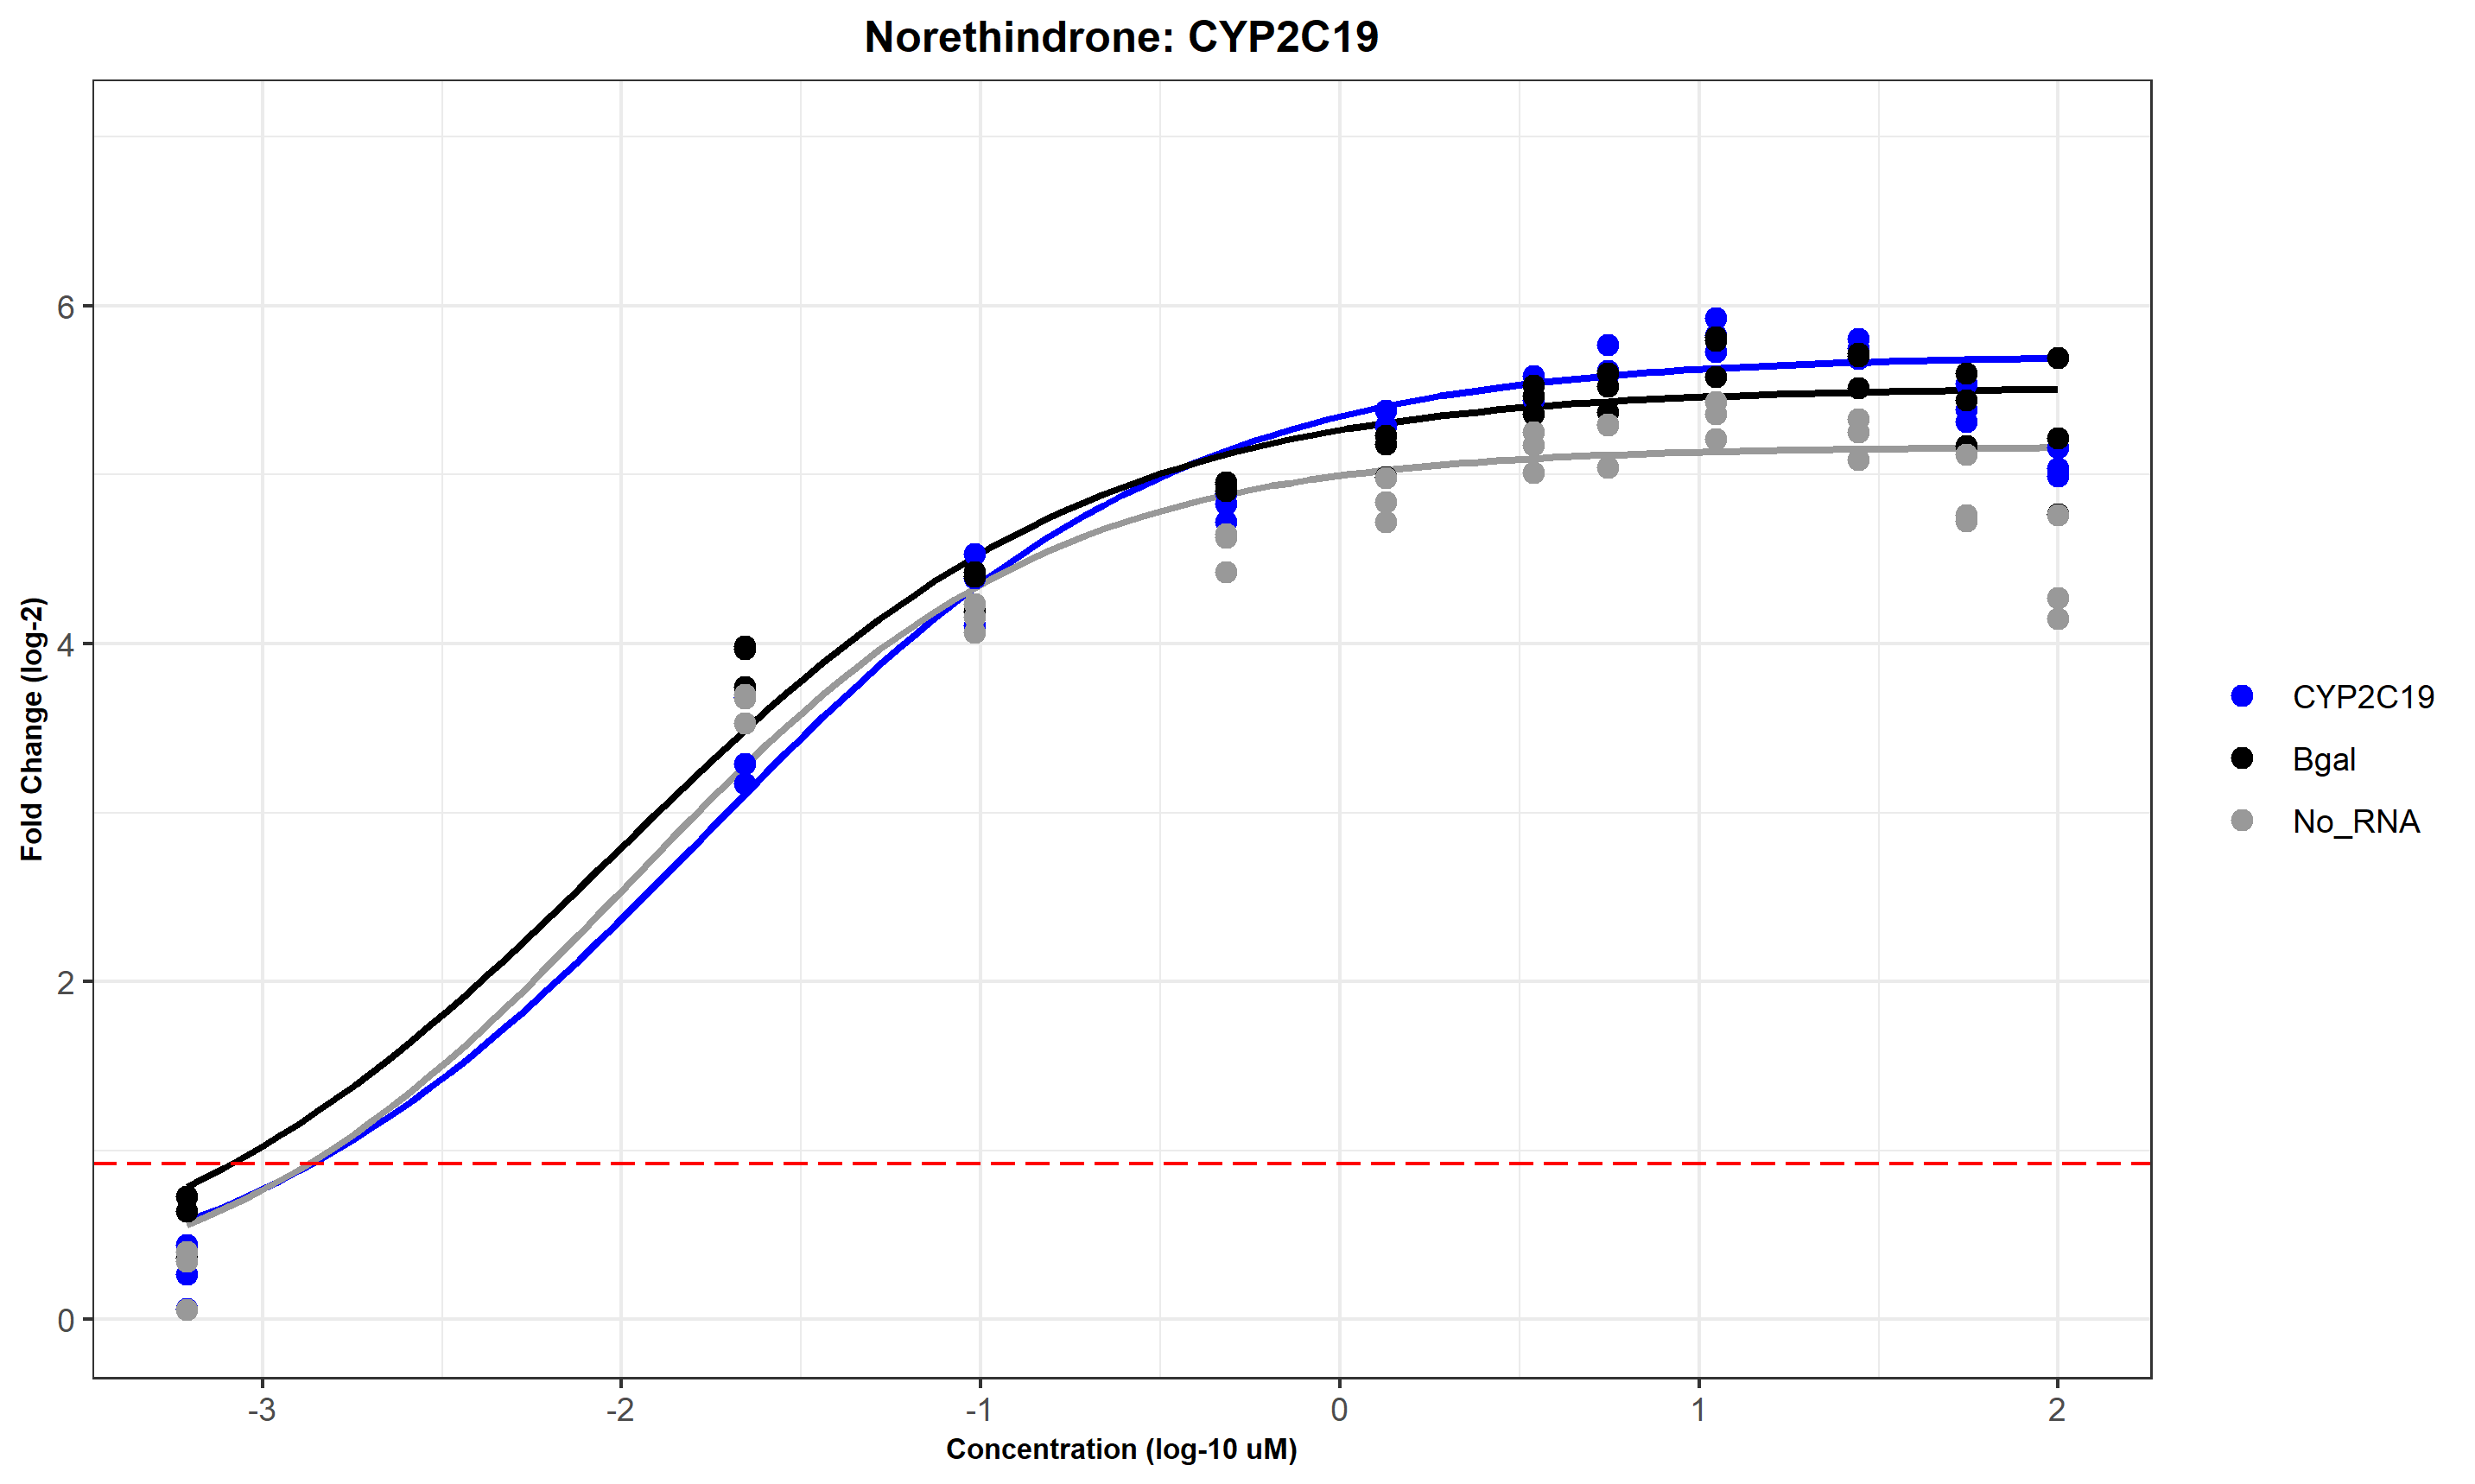 Norethindrone: CYP2C19
Fold Change (log-2)
6
4
2
0
-3 -2 -1 0 1 2
Concentration (log-10 uM)
CYP2C19
Bgal
No_RNA